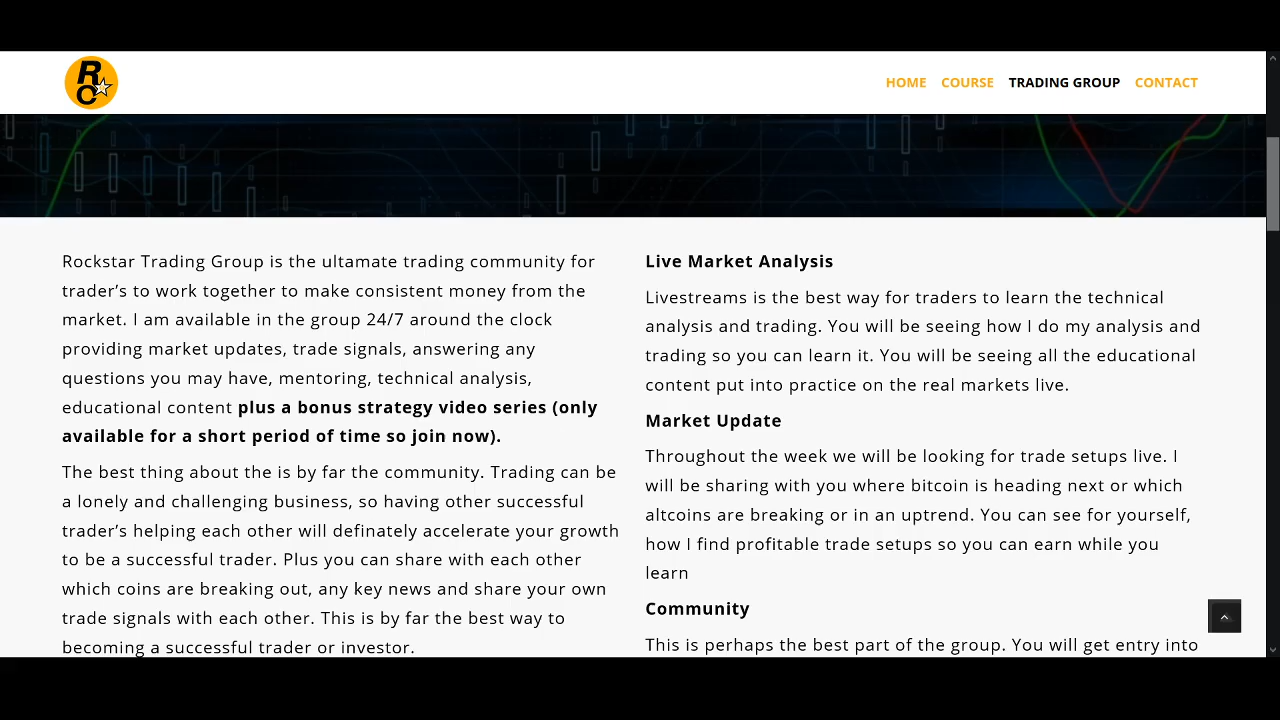 RC
HOME COURSE TRADING GROUP CONTACT
Rockstar Trading Group is the ultamate trading community for
trader’s to work together to make consistent money from the
market. I am available in the group 24/7 around the clock
providing market updates, trade signals, answering any
questions you may have, mentoring, technical analysis,
educational content plus a bonus strategy video series (only
available for a short period of time so join now).
The best thing about the is by far the community. Trading can be
a lonely and challenging business, so having other successful
trader’s helping each other will definately accelerate your growth
to be a successful trader. Plus you can share with each other
which coins are breaking out, any key news and share your own
trade signals with each other. This is by far the best way to
becoming a successful trader or investor.
Live Market Analysis
Livestreams is the best way for traders to learn the technical
analysis and trading. You will be seeing how I do my analysis and
trading so you can learn it. You will be seeing all the educational
content put into practice on the real markets live.
Market Update
Throughout the week we will be looking for trade setups live. I
will be sharing with you where bitcoin is heading next or which
altcoins are breaking or in an uptrend. You can see for yourself,
how I find profitable trade setups so you can earn while you
learn
Community
This is perhaps the best part of the group. You will get entry into